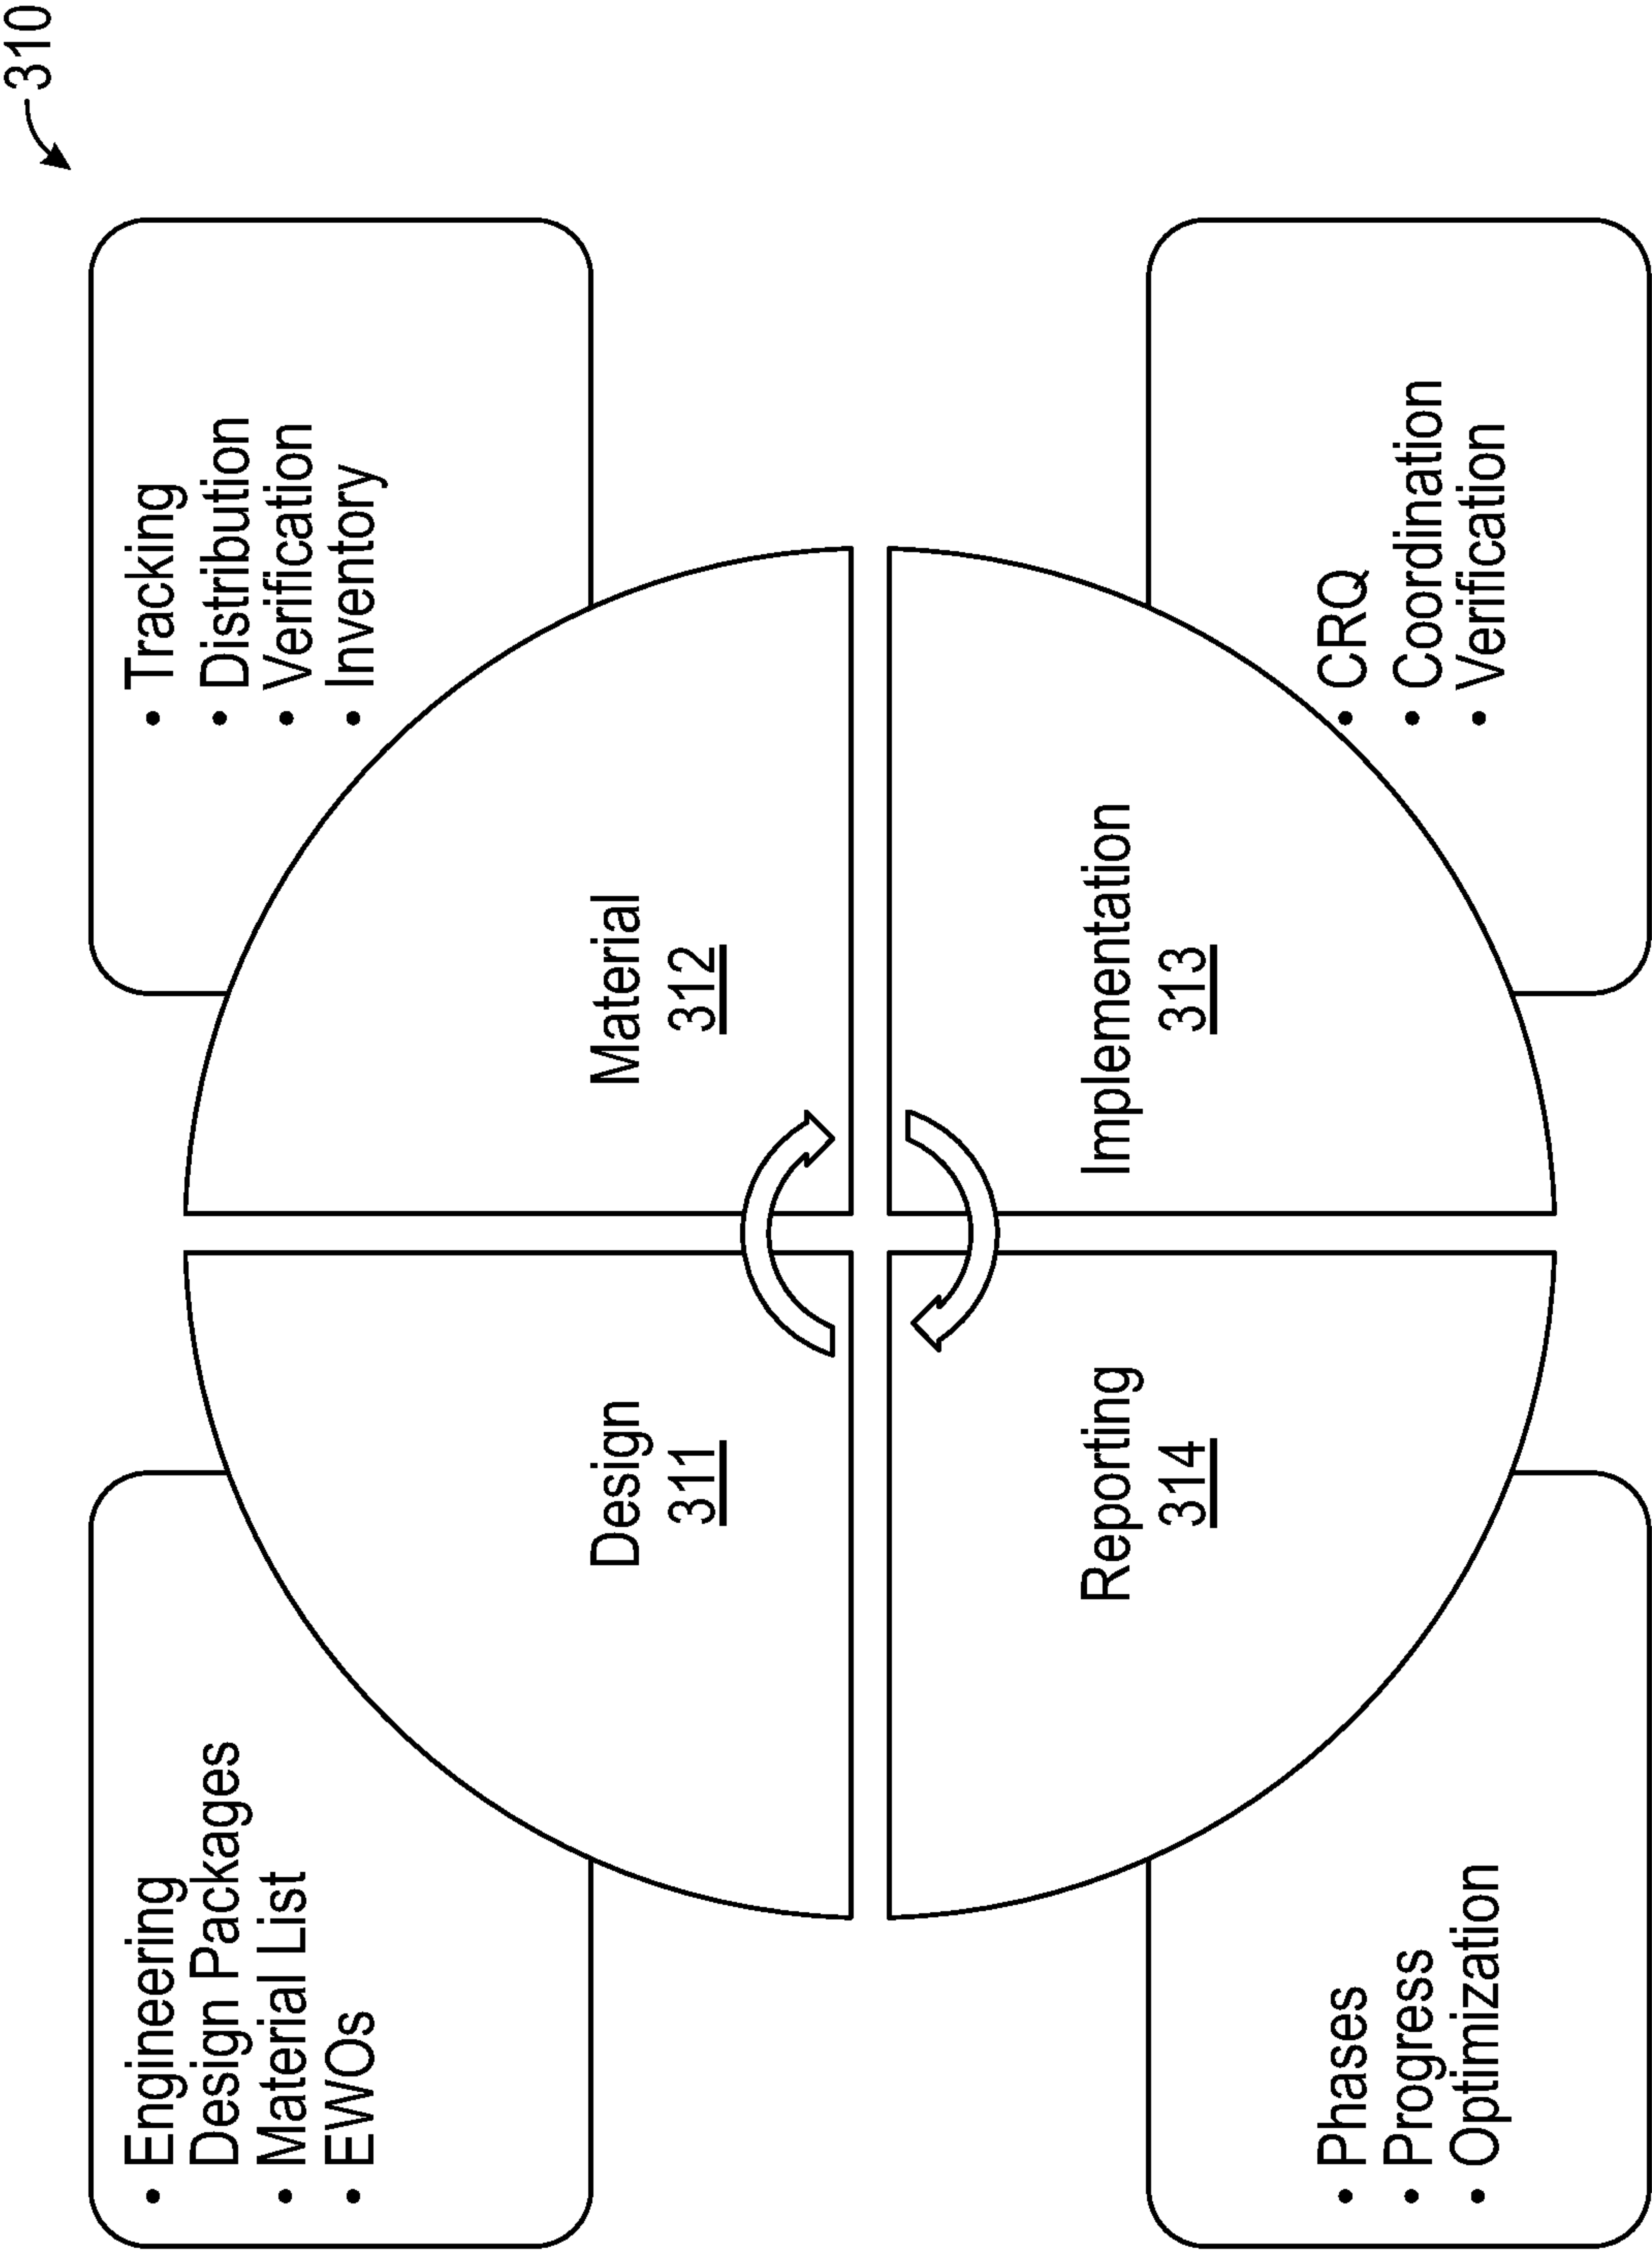 310
• Engineering
Design Packages
• Material List
• EWOs
• Tracking
• Distribution
• Verification
• Inventory
Design
311
Material
312
Reporting
314
Implementation
313
• Phases
• Progress
• Optimization
• CRQ
• Coordination
• Verification